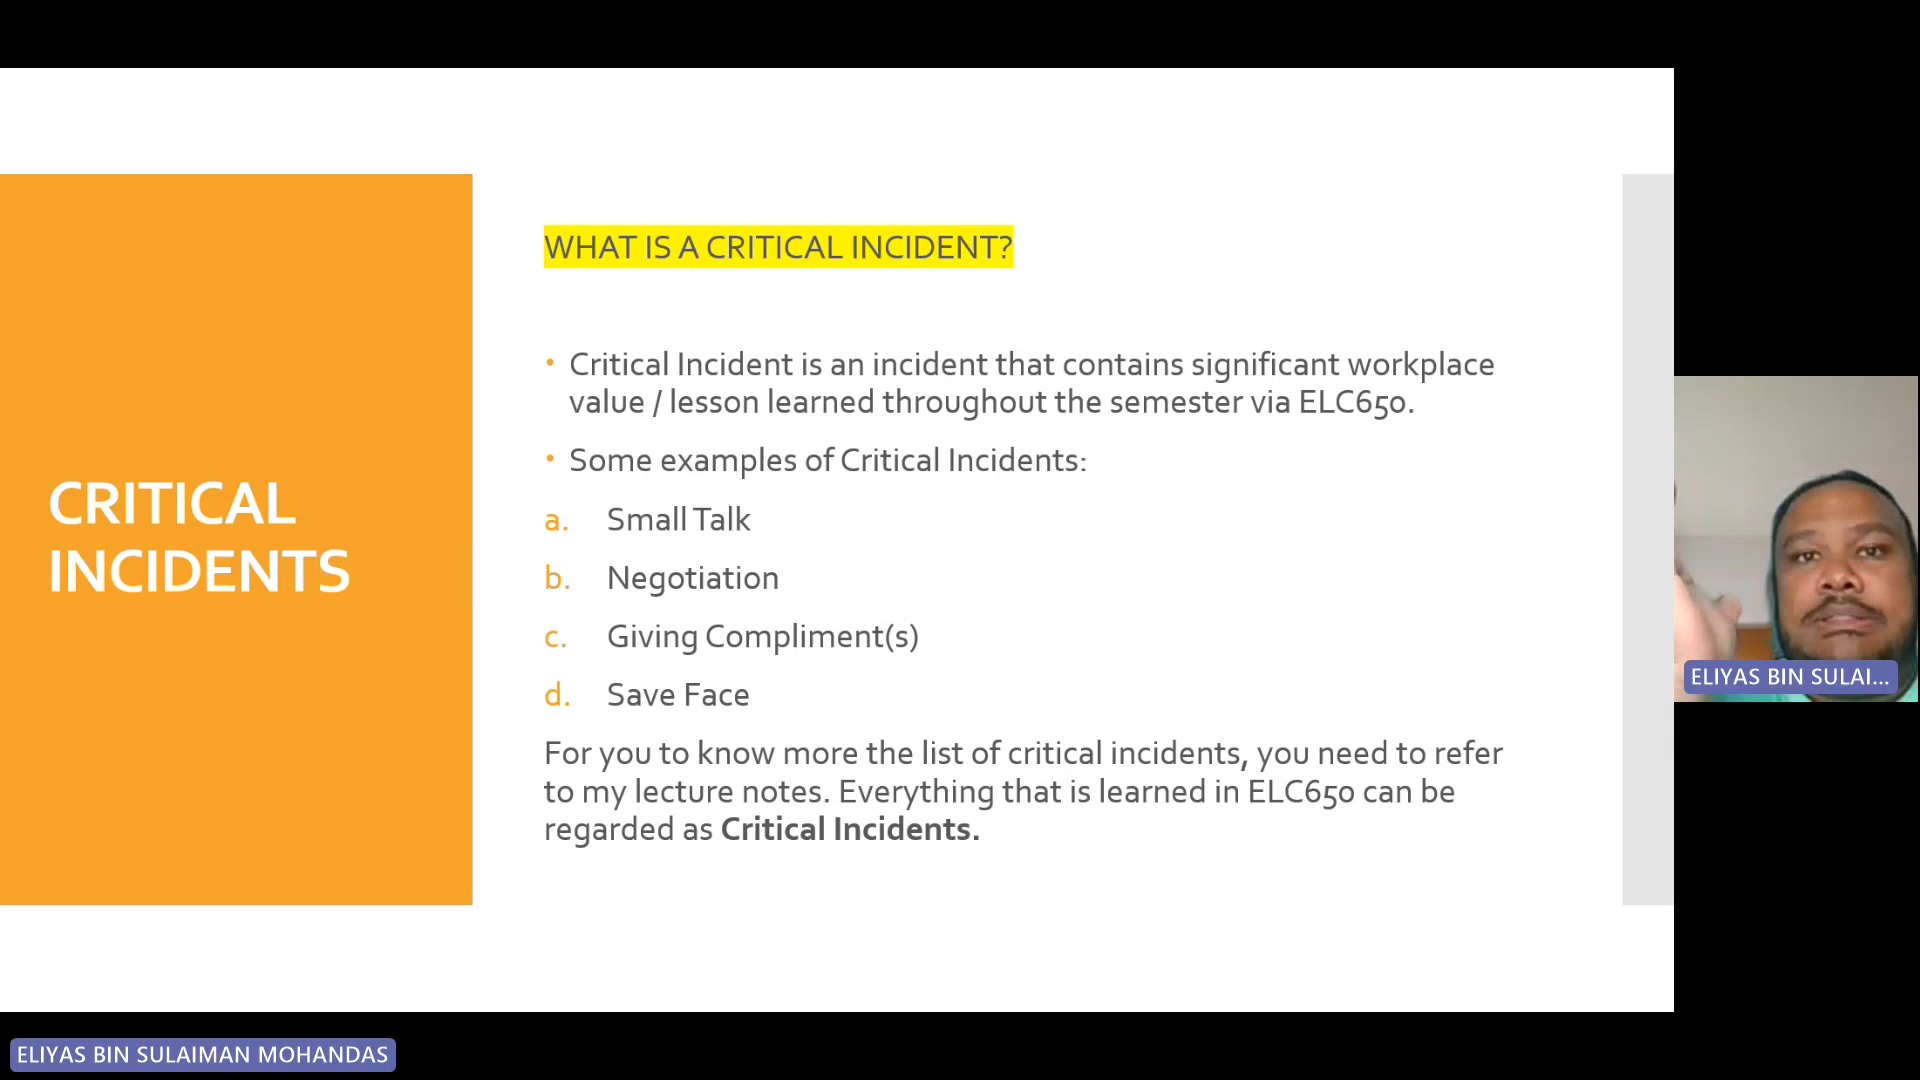 CRITICAL
INCIDENTS
WHAT IS A CRITICAL INCIDENT?
• Critical Incident is an incident that contains significant workplace
value / lesson learned throughout the semester via ELC650.
• Some examples of Critical Incidents:
a. Small Talk
b. Negotiation
c. Giving Compliment(s)
d. Save Face
For you to know more the list of critical incidents, you need to refer
to my lecture notes. Everything that is learned in ELC650 can be
regarded as Critical Incidents.
ELIYAS BIN SULAI...
ELIYAS BIN SULAIMAN MOHANDAS